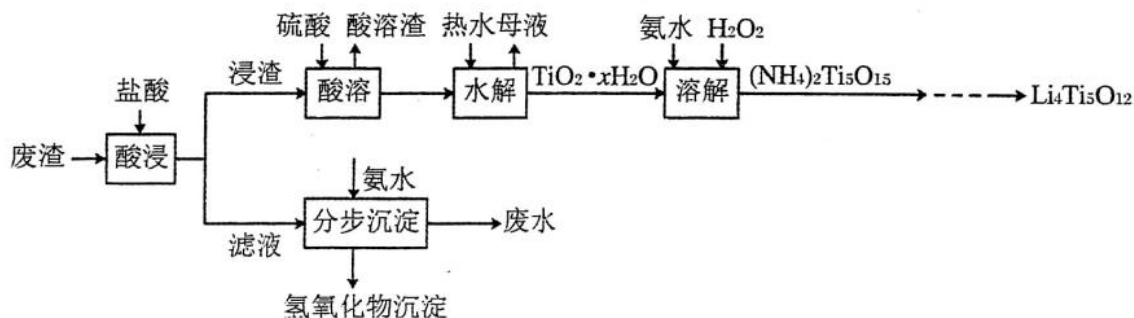 硫酸 酸溶渣 热水母液 氨水 H₂O₂
盐酸 浸渣 酸溶 水解 TiO₂•xH₂O 溶解 (NH₄)₂Ti₅O₁₅ Li₄Ti₅O₁₂
废渣 酸浸
氨水
滤液 分步沉淀 废水
氢氧化物沉淀